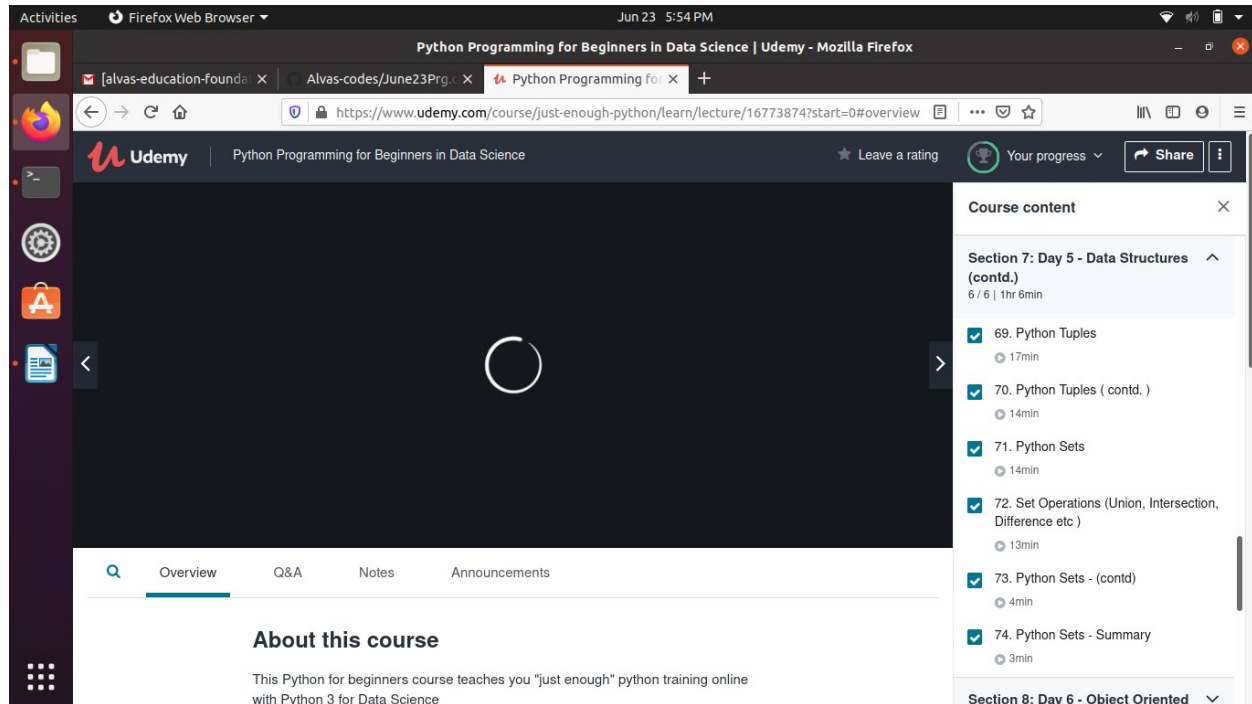 Activities
Firefox Web Browser
Jun 23 5:54 PM
Python Programming for Beginners in Data Science | Udemy - Mozilla Firefox
[alvas-education-founda
Alvas-codes/June23Prg.c
Python Programming for
https://www.udemy.com/course/just-enough-python/learn/lecture/16773874?start=0#overview
Udemy
Python Programming for Beginners in Data Science
Leave a rating
Your progress
Share
Course content
Section 7: Day 5 - Data Structures
(contd.)
6 / 6 | 1hr 6min
69. Python Tuples
17min
70. Python Tuples ( contd. )
14min
71. Python Sets
14min
72. Set Operations (Union, Intersection,
Difference etc )
13min
73. Python Sets - (contd)
4min
74. Python Sets - Summary
3min
Section 8: Day 6 - Object Oriented
Overview
Q&A
Notes
Announcements
About this course
This Python for beginners course teaches you "just enough" python training online
with Python 3 for Data Science